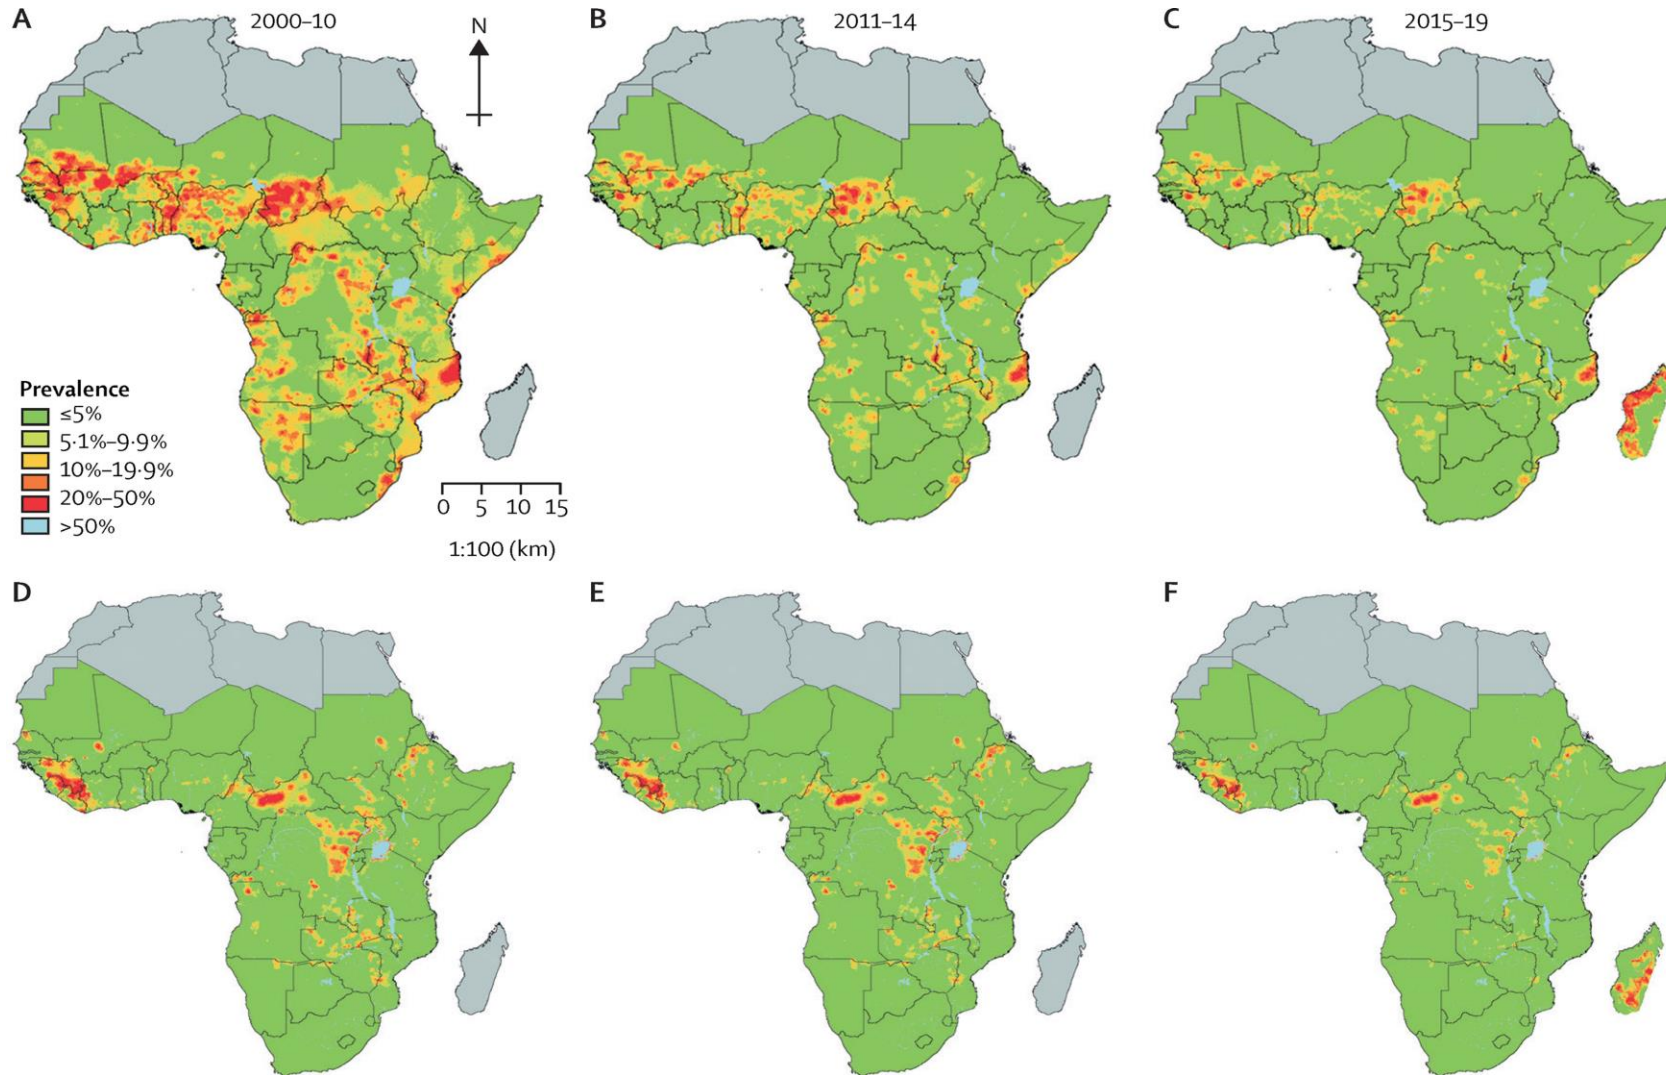 A 2000–10
N
B 2011–14
C 2015–19
Prevalence
≤5%
5·1%–9·9%
10%–19·9%
20%–50%
>50%
0 5 10 15
1:100 (km)
D
E
F